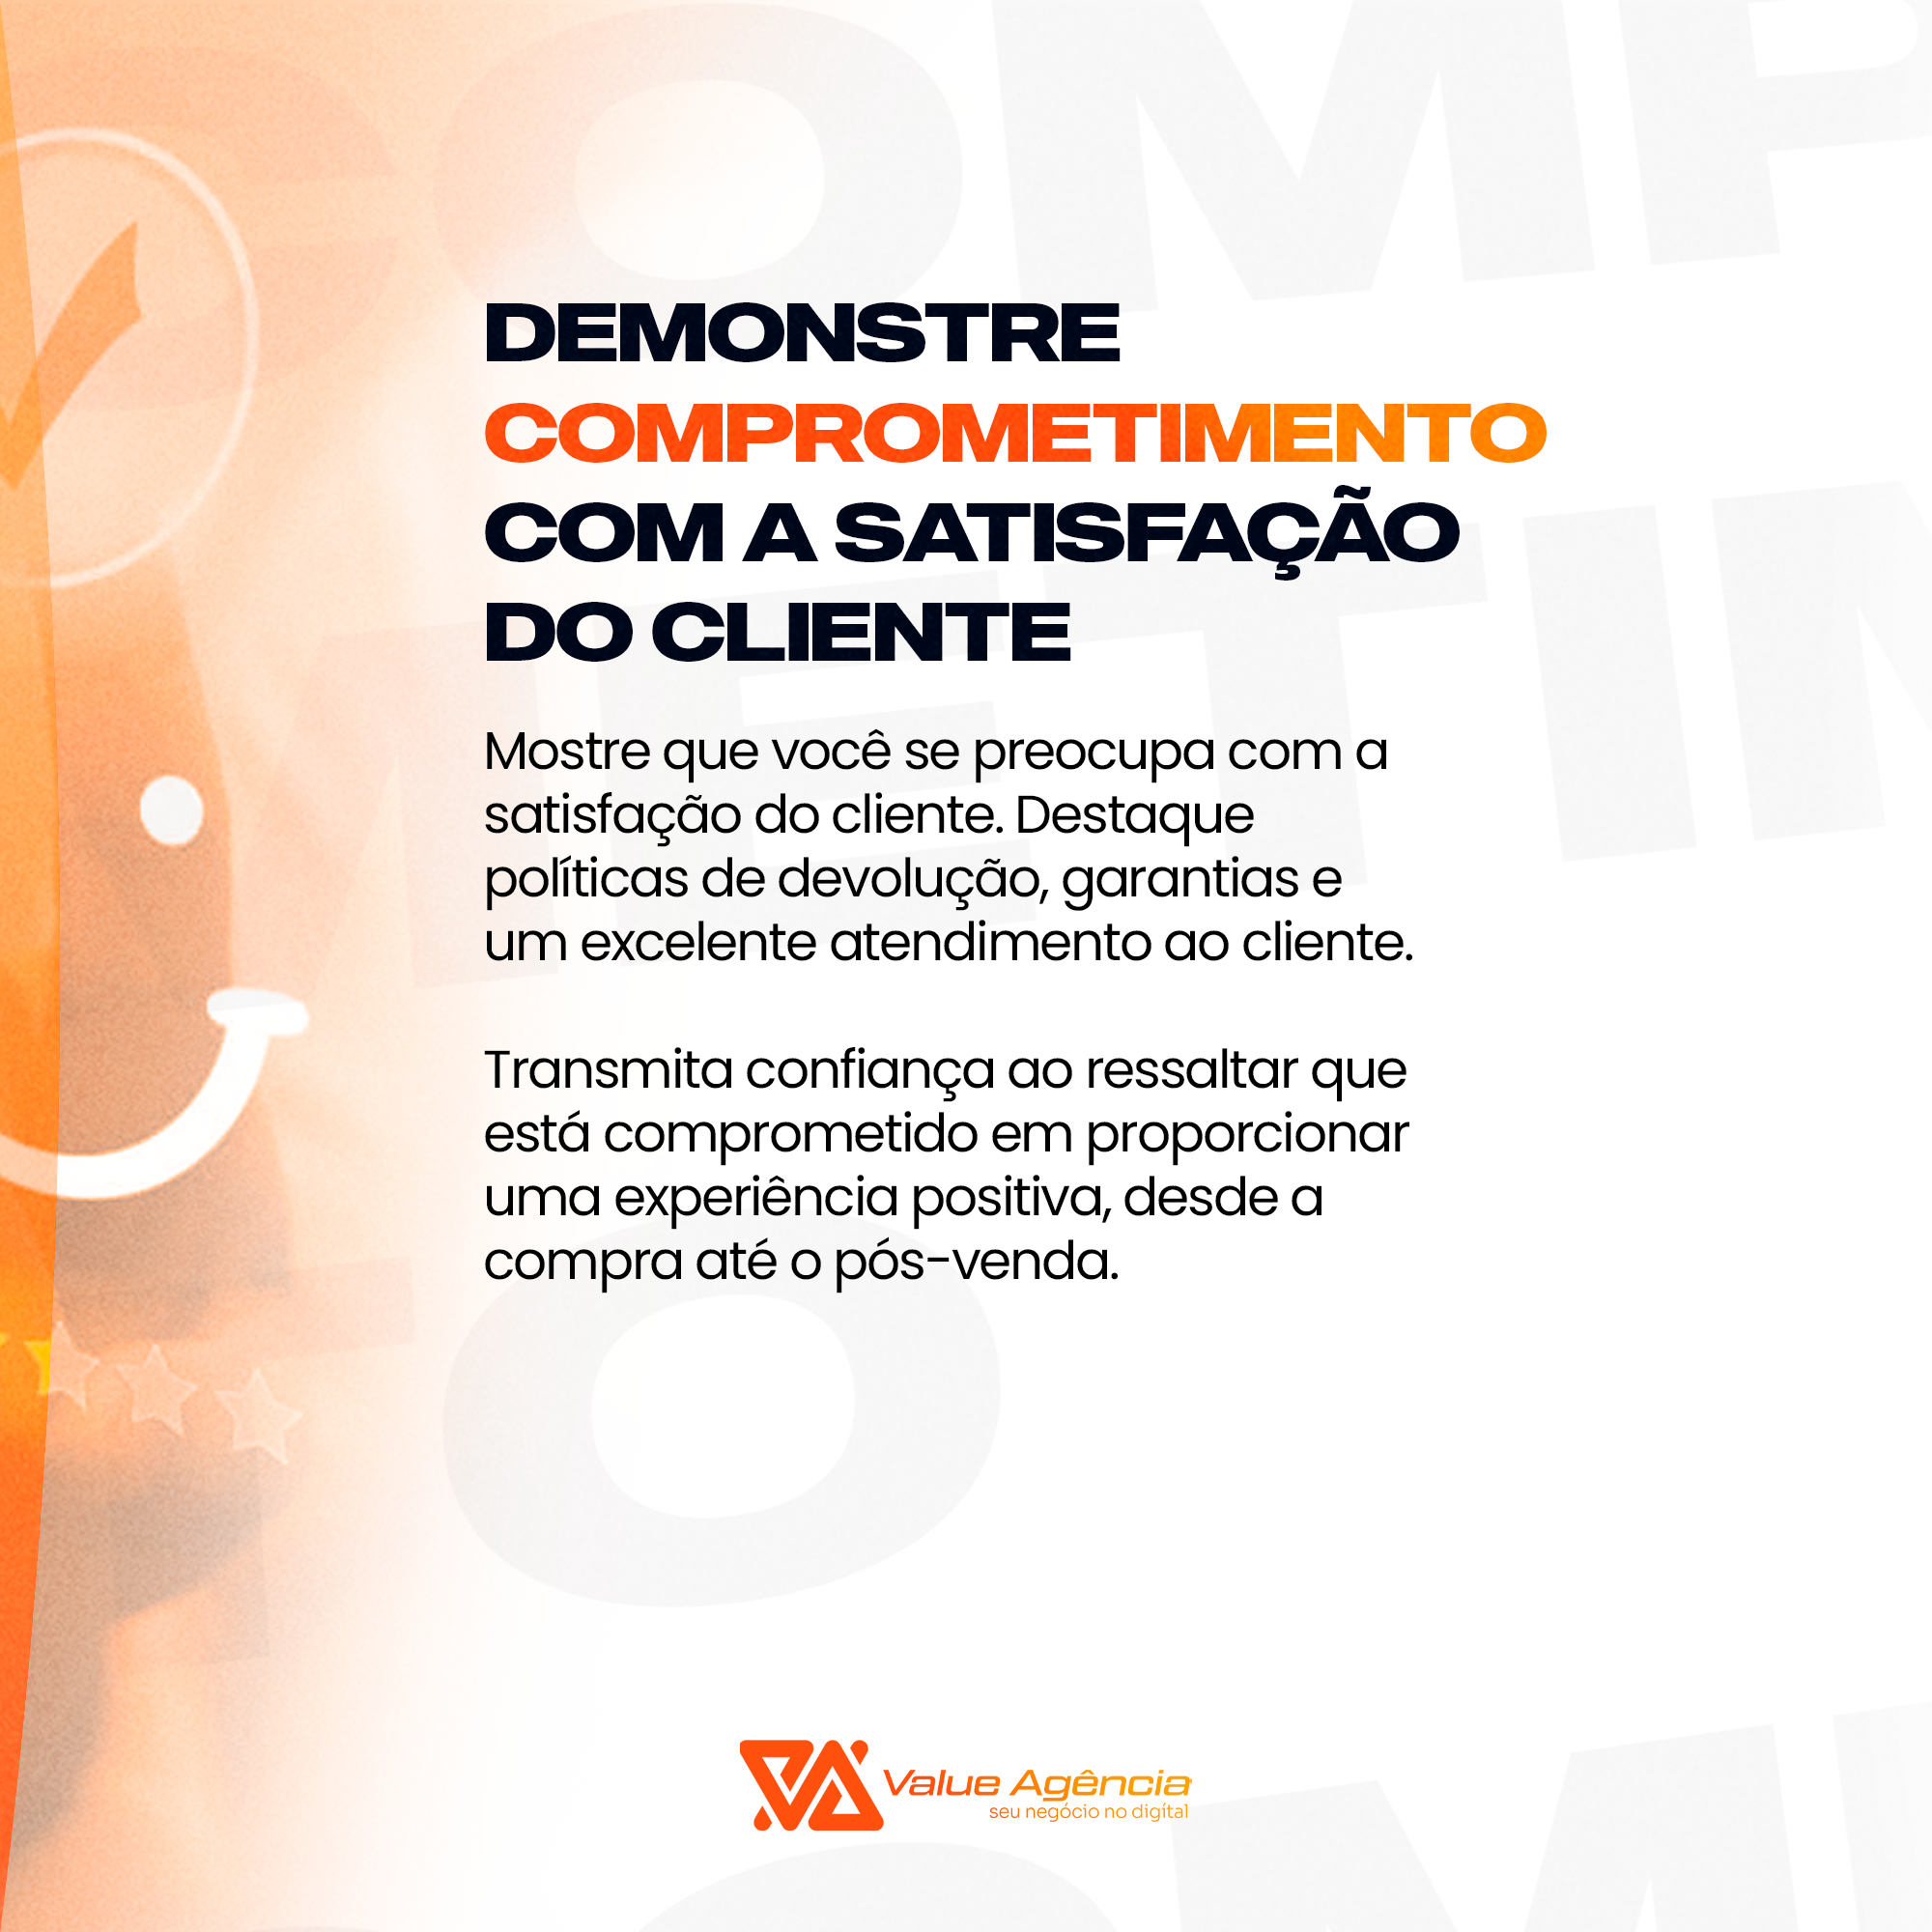 DEMONSTRE
COMPROMETIMENTO
COM A SATISFAÇÃO
DO CLIENTE
Mostre que você se preocupa com a
satisfação do cliente. Destaque
políticas de devolução, garantias e
um excelente atendimento ao cliente.
Transmita confiança ao ressaltar que
está comprometido em proporcionar
uma experiência positiva, desde a
compra até o pós-venda.
Value Agência
seu negócio no digital